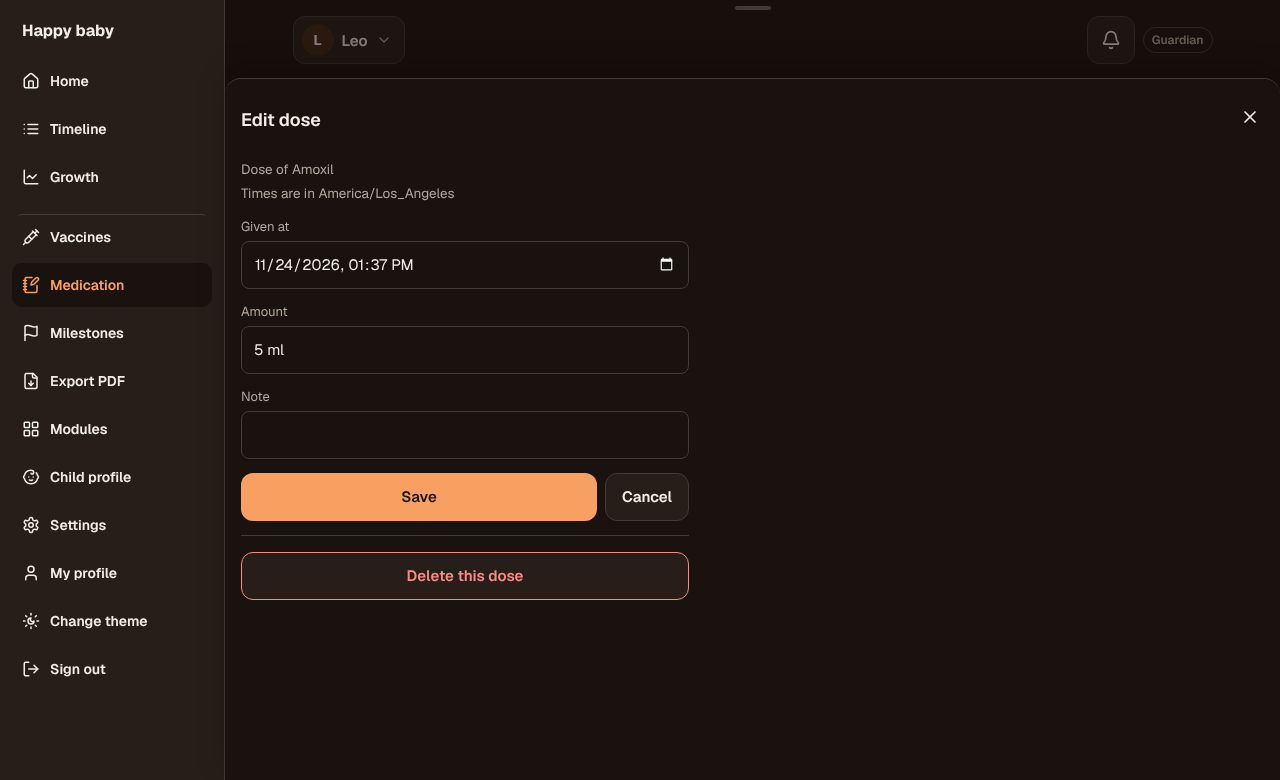 Happy baby
Home
Timeline
Growth
Vaccines
Medication
Milestones
Export PDF
Modules
Child profile
Settings
My profile
Change theme
Sign out
L
Leo
Guardian
Edit dose
Dose of Amoxil
Times are in America/Los_Angeles
Given at
11/24/2026, 01:37 PM
Amount
5 ml
Note
Save
Cancel
Delete this dose